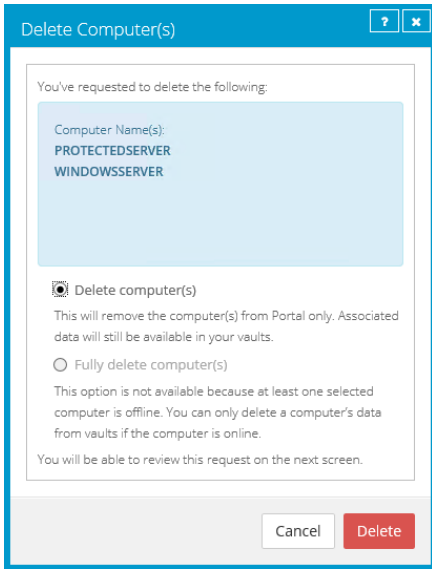 Delete Computer(s)
? ×
You've requested to delete the following:
Computer Name(s):
PROTECTEDSERVER
WINDOWSSERVER
Delete computer(s)
This will remove the computer(s) from Portal only. Associated
data will still be available in your vaults.
Fully delete computer(s)
This option is not available because at least one selected
computer is offline. You can only delete a computer's data
from vaults if the computer is online.
You will be able to review this request on the next screen.
Cancel Delete